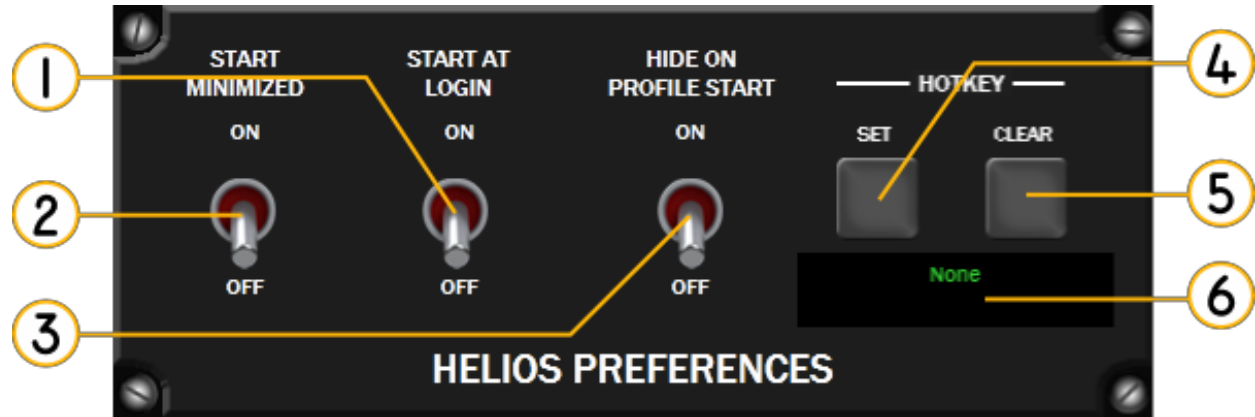 START
MINIMIZED
ON
OFF
START AT
LOGIN
ON
OFF
HIDE ON
PROFILE START
ON
OFF
HOTKEY
SET
CLEAR
None
HELIOS PREFERENCES
1
2
3
4
5
6